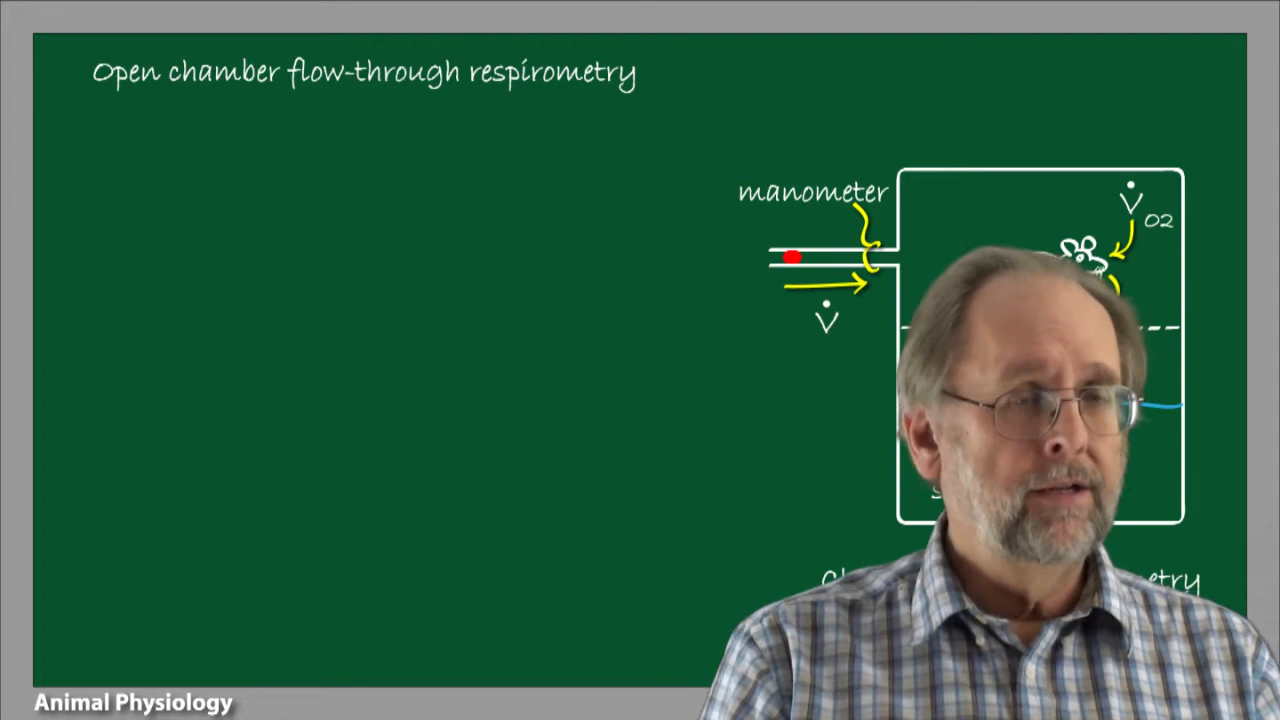 Open chamber flow-through respirometry
manometer
V̇
O2
V̇
Animal Physiology